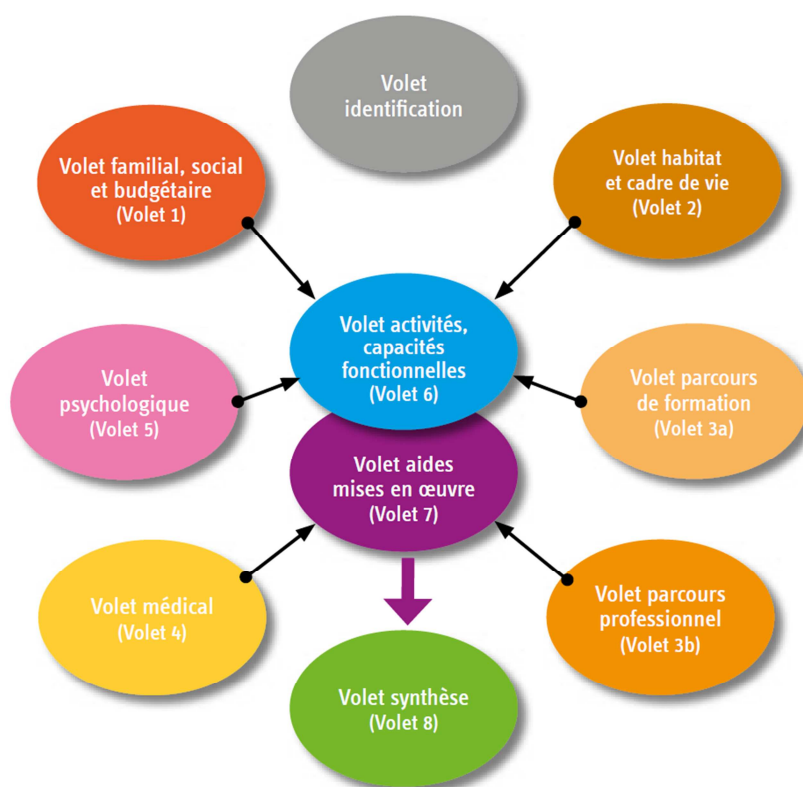 Volet
identification
Volet familial, social
et budgétaire
(Volet 1)
Volet habitat
et cadre de vie
(Volet 2)
Volet activités,
capacités
fonctionnelles
(Volet 6)
Volet
psychologique
(Volet 5)
Volet parcours
de formation
(Volet 3a)
Volet aides
mises en œuvre
(Volet 7)
Volet médical
(Volet 4)
Volet parcours
professionnel
(Volet 3b)
Volet synthèse
(Volet 8)